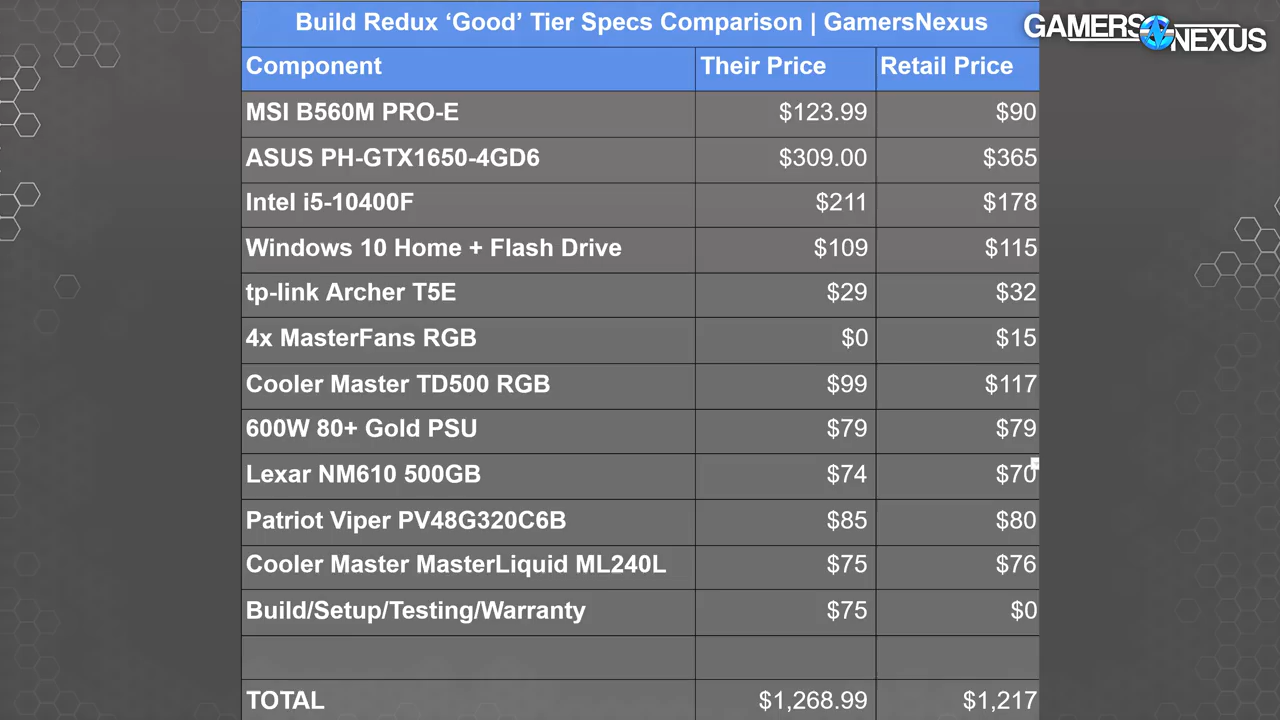 Build Redux ‘Good’ Tier Specs Comparison | GamersNexus
GAMERS NEXUS
Component Their Price Retail Price
MSI B560M PRO-E $123.99 $90
ASUS PH-GTX1650-4GD6 $309.00 $365
Intel i5-10400F $211 $178
Windows 10 Home + Flash Drive $109 $115
tp-link Archer T5E $29 $32
4x MasterFans RGB $0 $15
Cooler Master TD500 RGB $99 $117
600W 80+ Gold PSU $79 $79
Lexar NM610 500GB $74 $70
Patriot Viper PV48G320C6B $85 $80
Cooler Master MasterLiquid ML240L $75 $76
Build/Setup/Testing/Warranty $75 $0
TOTAL $1,268.99 $1,217